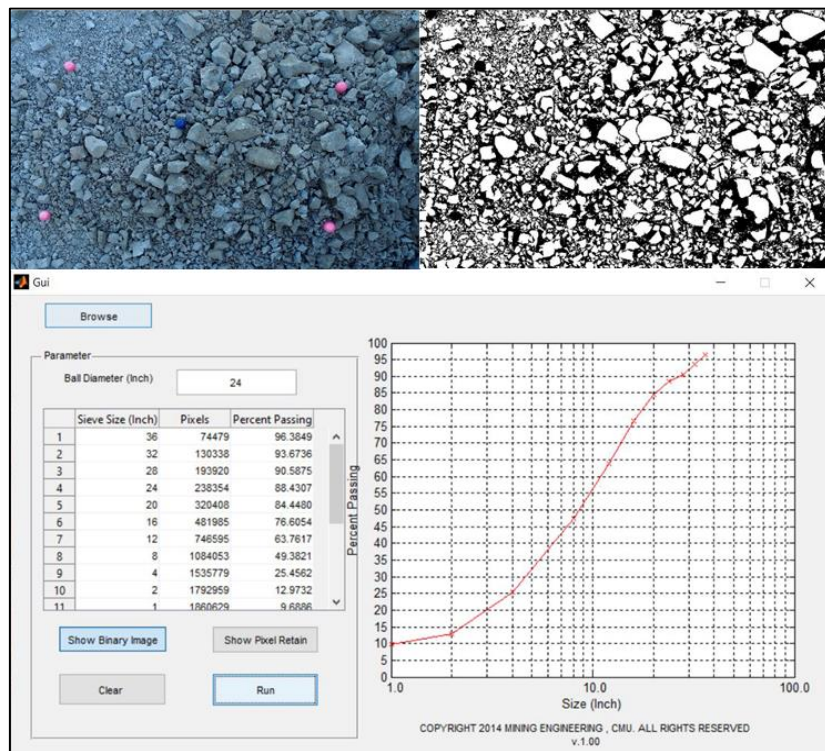 Gui
Browse
Parameter
Ball Diameter (Inch)
24
Sieve Size (Inch) Pixels Percent Passing
1 36 74479 96.3849
2 32 130338 93.6736
3 28 193920 90.5875
4 24 238354 88.4307
5 20 320408 84.4480
6 16 481985 76.6054
7 12 746595 63.7617
8 8 1084053 49.3821
9 4 1535779 25.4562
10 2 1792959 12.9732
11 1 1860629 9.6886
Show Binary Image
Show Pixel Retain
Clear
Run
Percent Passing
100
95
90
85
80
75
70
65
60
55
50
45
40
35
30
25
20
15
10
5
0
1.0 10.0 100.0
Size (Inch)
COPYRIGHT 2014 MINING ENGINEERING , CMU. ALL RIGHTS RESERVED
v.1.00